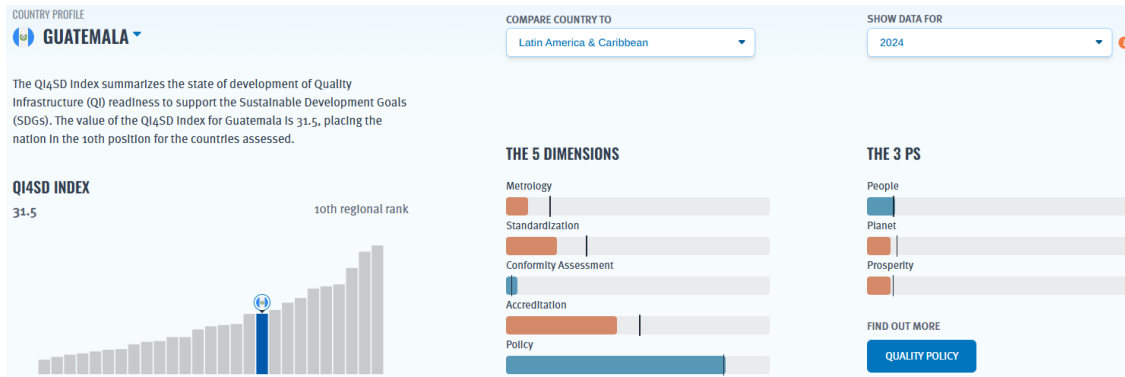 COUNTRY PROFILE
GUATEMALA
The QI4SD Index summarizes the state of development of Quality
Infrastructure (QI) readiness to support the Sustainable Development Goals
(SDGs). The value of the QI4SD Index for Guatemala is 31.5, placing the
nation in the 10th position for the countries assessed.
QI4SD INDEX
31.5
10th regional rank
COMPARE COUNTRY TO
Latin America & Caribbean
SHOW DATA FOR
2024
THE 5 DIMENSIONS
Metrology
Standardization
Conformity Assessment
Accreditation
Policy
THE 3 PS
People
Planet
Prosperity
FIND OUT MORE
QUALITY POLICY